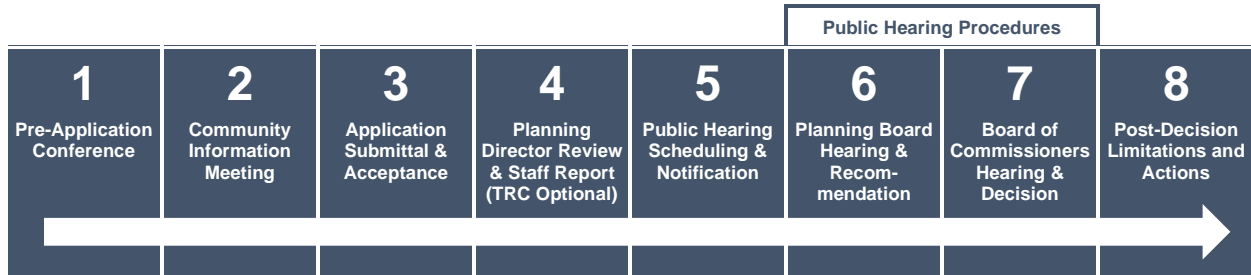 Public Hearing Procedures
1
Pre-Application
Conference
2
Community
Information
Meeting
3
Application
Submittal &
Acceptance
4
Planning
Director Review
& Staff Report
(TRC Optional)
5
Public Hearing
Scheduling &
Notification
6
Planning Board
Hearing &
Recom-
mendation
7
Board of
Commissioners
Hearing &
Decision
8
Post-Decision
Limitations and
Actions